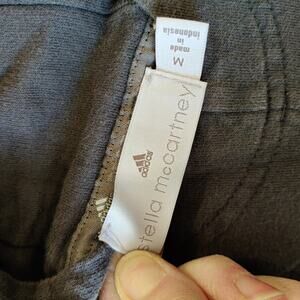 M
made in
indonesia
adidas
stella mccartney